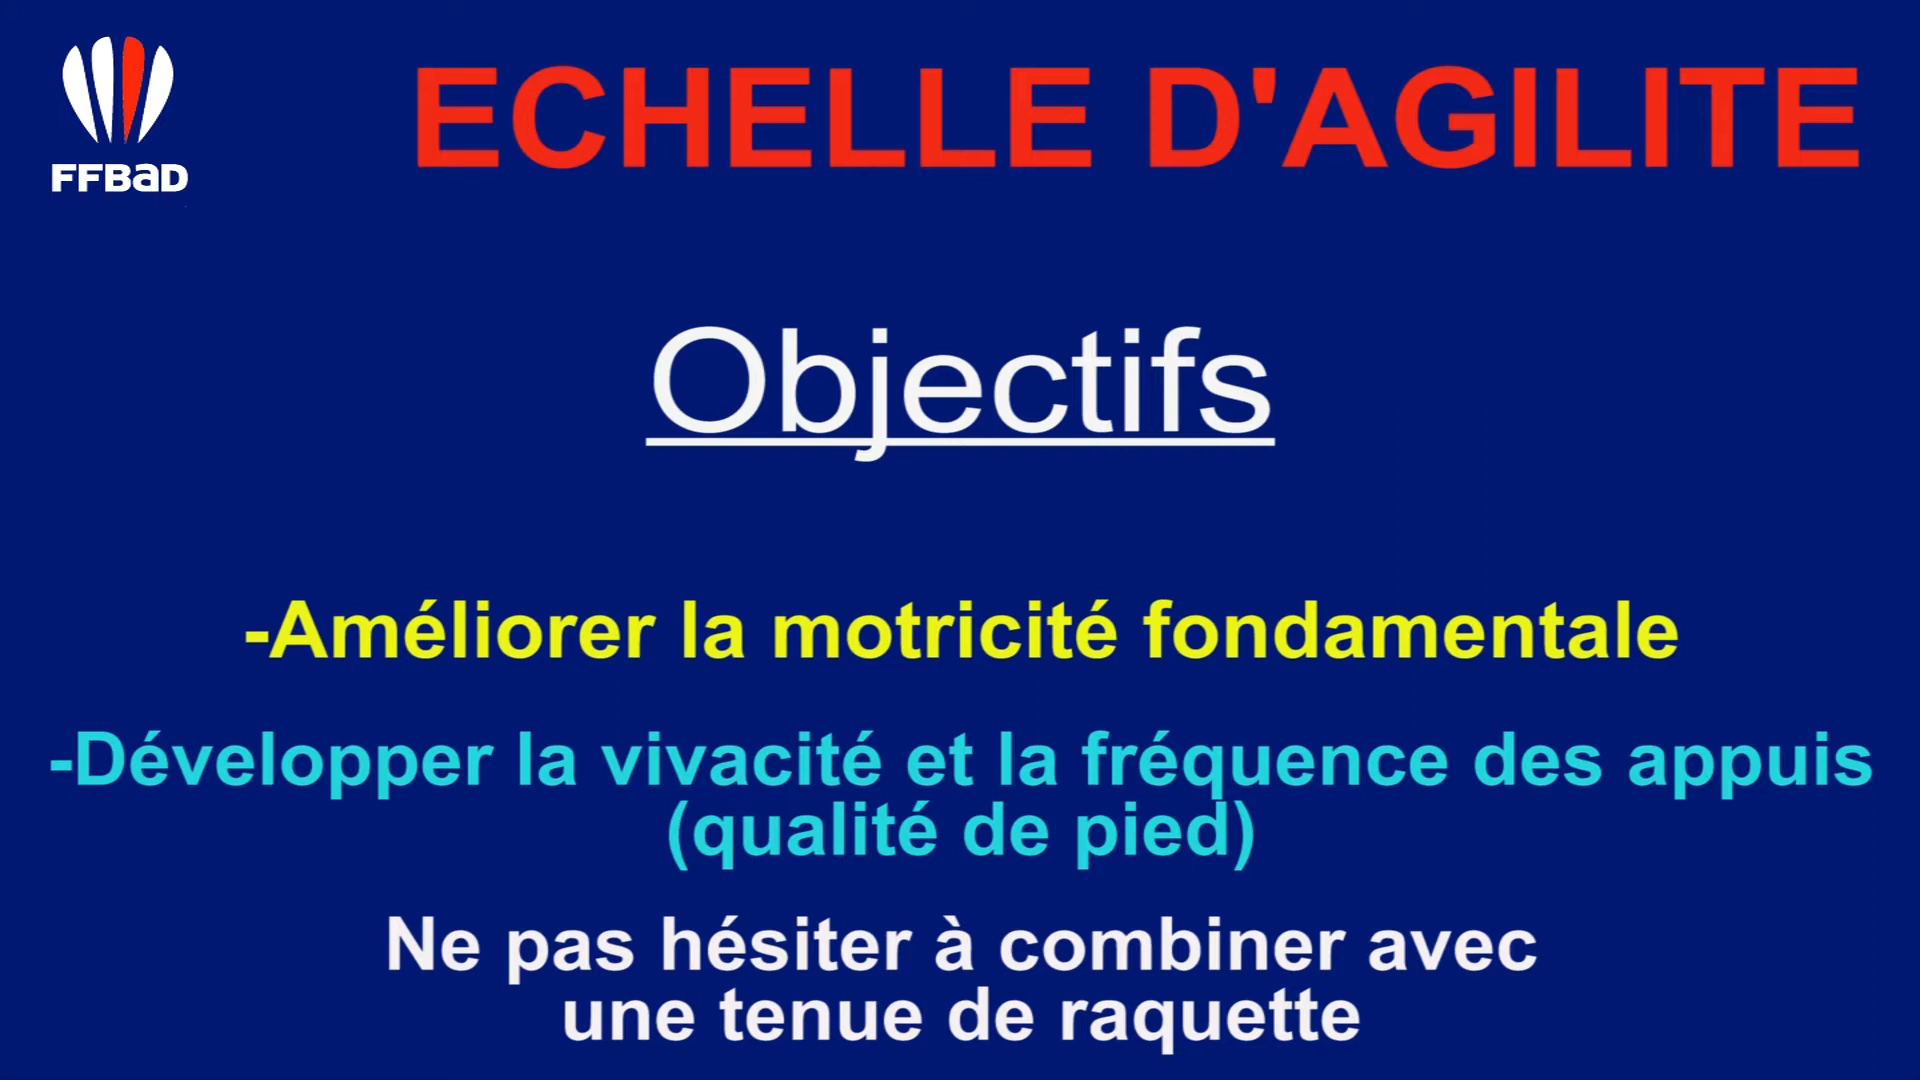 FFBaD
ECHELLE D'AGILITE
Objectifs
-Améliorer la motricité fondamentale
-Développer la vivacité et la fréquence des appuis
(qualité de pied)
Ne pas hésiter à combiner avec
une tenue de raquette